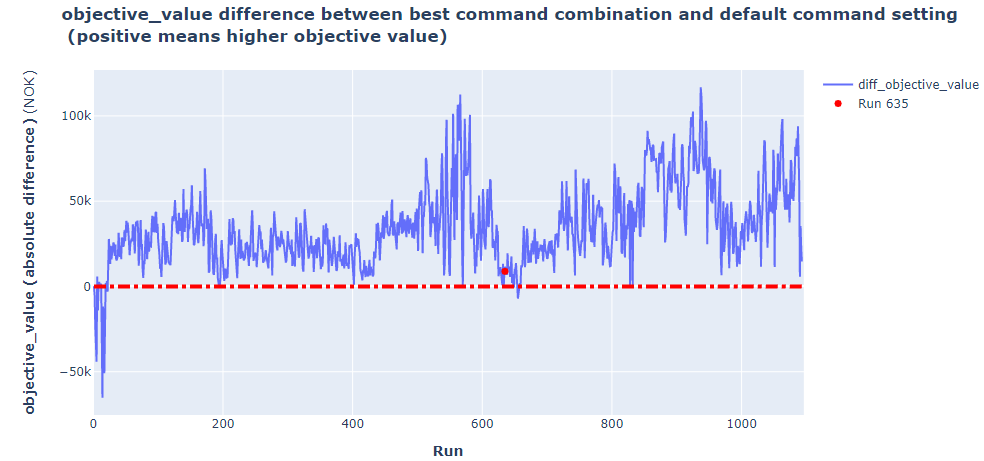 objective_value difference between best command combination and default command setting
(positive means higher objective value)
objective_value (absolute difference) (NOK)
100k
50k
0
−50k
0
200
400
600
800
1000
Run
diff_objective_value
Run 635